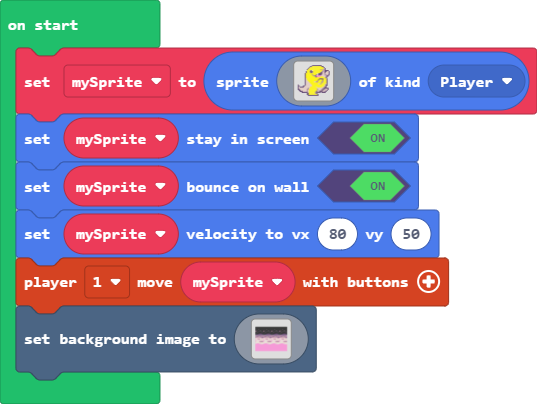 on start
set mySprite to sprite of kind Player
set mySprite stay in screen ON
set mySprite bounce on wall ON
set mySprite velocity to vx 80 vy 50
player 1 move mySprite with buttons
set background image to